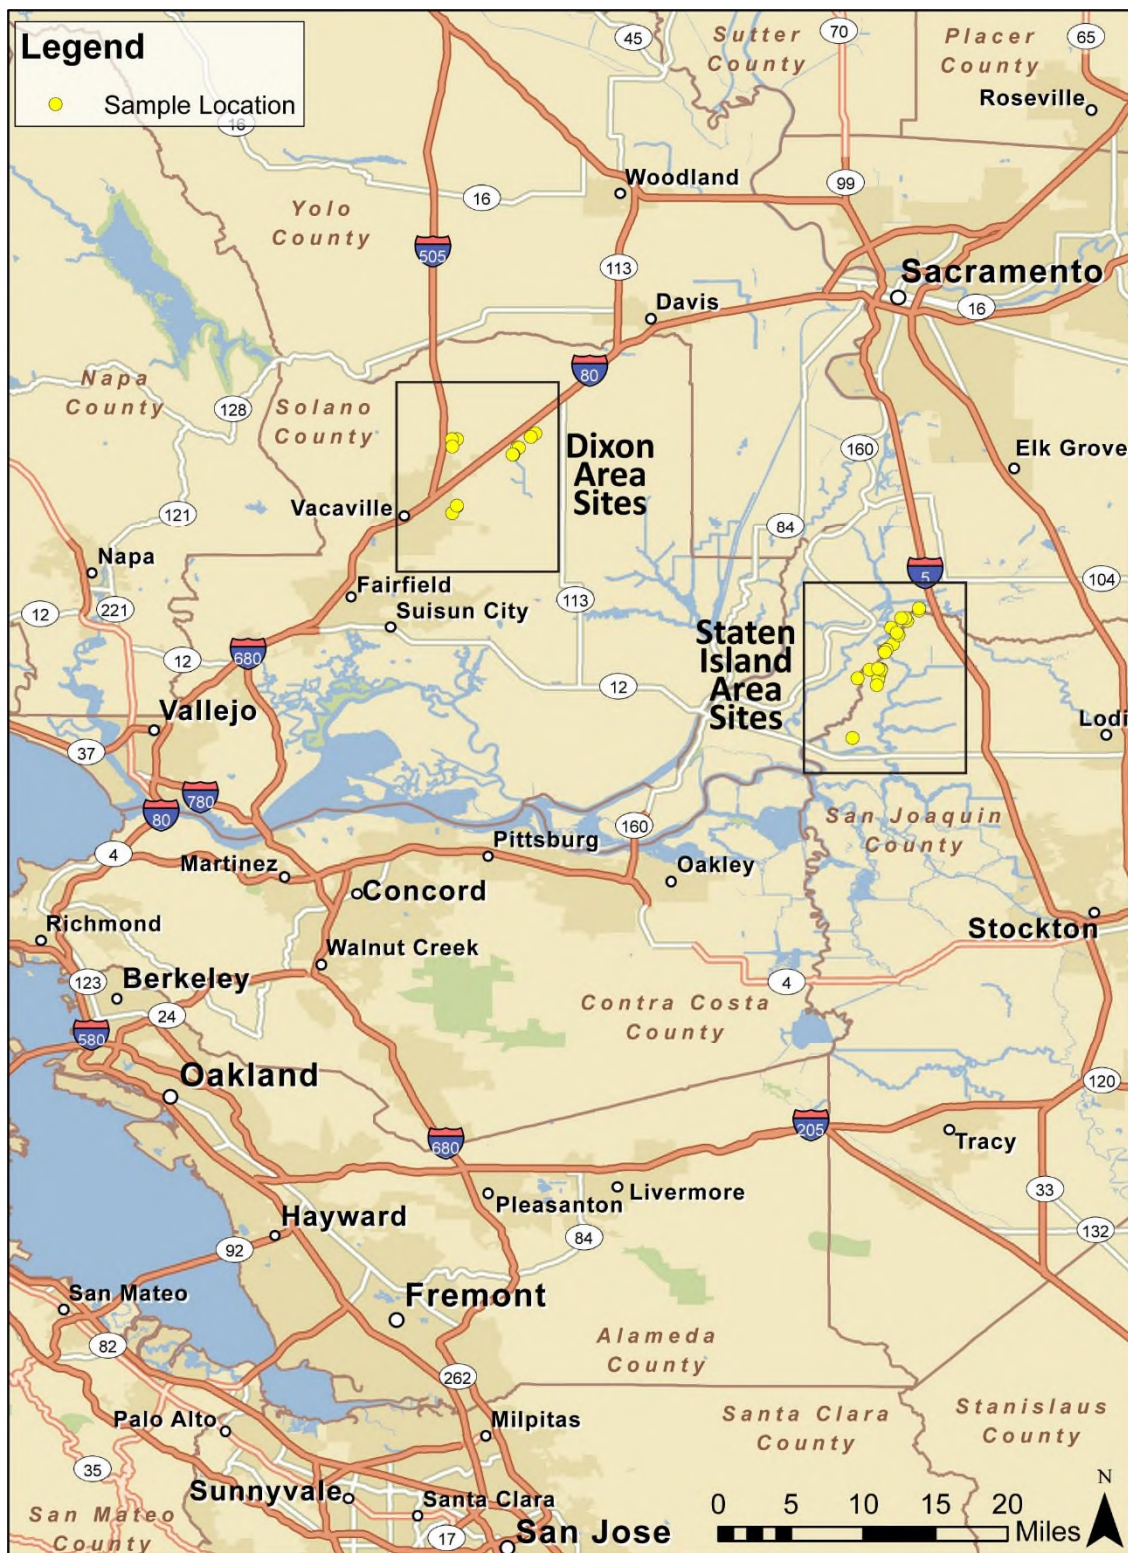 Legend
Sample Location
45
Sutter
County
70
Placer
County
65
Roseville
16
Woodland
16
99
Yolo
County
505
113
Sacramento
16
Davis
80
Napa
County
128
Solano
County
Dixon
Area
Sites
160
Elk Grove
121
Vacaville
84
Napa
5
104
221
Fairfield
12
Suisun City
113
Staten
Island
Area
Sites
12
680
12
Vallejo
Lodi
37
780
80
160
San Joaquin
County
4
Pittsburg
Martinez
Oakley
Concord
Richmond
Stockton
Walnut Creek
123
Berkeley
4
24
Contra Costa
County
580
Oakland
120
205
680
Tracy
Pleasanton
Livermore
33
Hayward
84
132
92
San Mateo
Fremont
82
Alameda
County
262
Palo Alto
Milpitas
Santa Clara
County
Stanislaus
County
35
N
Sunnyvale
Santa Clara
0 5 10 15 20
Miles
San Mateo
County
17
San Jose